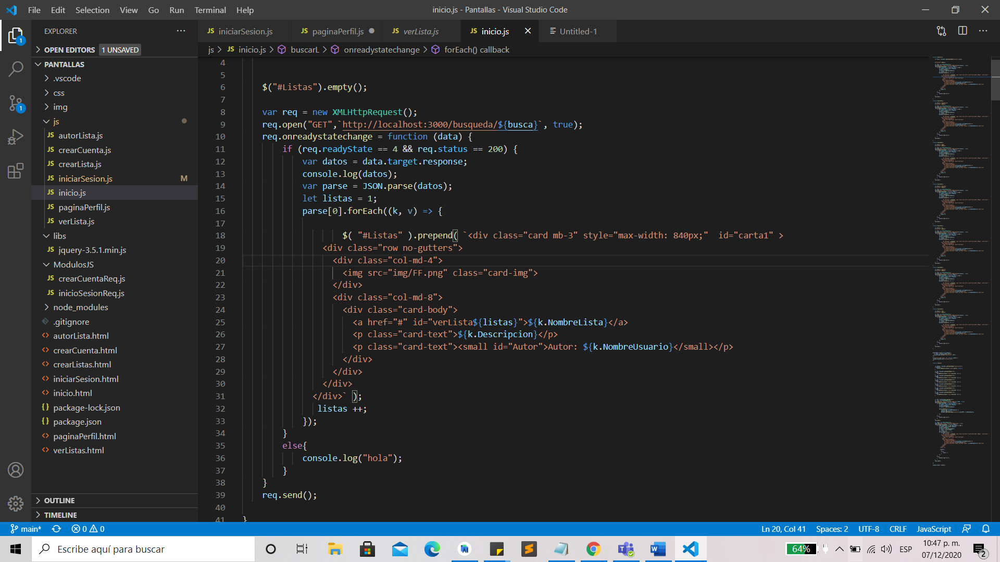 File Edit Selection View Go Run Terminal Help
inicio.js - Pantallas - Visual Studio Code
EXPLORER
OPEN EDITORS 1 UNSAVED
PANTALLAS
.vscode
css
img
js
JS autorLista.js
JS crearCuenta.js
JS crearLista.js
JS iniciarSesion.js M
JS inicio.js
JS paginaPerfil.js
JS verLista.js
libs
JS jquery-3.5.1.min.js
ModulosJS
JS crearCuentaReq.js
JS inicioSesionReq.js
node_modules
.gitignore
autorLista.html
crearCuenta.html
crearListas.html
iniciarSesion.html
inicio.html
package-lock.json
package.json
paginaPerfil.html
verListas.html
OUTLINE
TIMELINE
1
1
JS iniciarSesion.js JS paginaPerfil.js JS verLista.js JS inicio.js Untitled-1
js > JS inicio.js > buscarL > onreadystatechange > forEach() callback
4
5
6 $("#Listas").empty();
7
8 var req = new XMLHttpRequest();
9 req.open("GET",`http://localhost:3000/busqueda/${busca}`, true);
10 req.onreadystatechange = function (data) {
11 if (req.readyState == 4 && req.status == 200) {
12 var datos = data.target.response;
13 console.log(datos);
14 var parse = JSON.parse(datos);
15 let listas = 1;
16 parse[0].forEach((k, v) => {
17
18 $( "#Listas" ).prepend( `<div class="card mb-3" style="max-width: 840px;"  id="carta1" >
19 <div class="row no-gutters">
20 <div class="col-md-4">
21 <img src="img/FF.png" class="card-img">
22 </div>
23 <div class="col-md-8">
24 <div class="card-body">
25 <a href="#" id="verLista${listas}">${k.NombreLista}</a>
26 <p class="card-text">${k.Descripcion}</p>
27 <p class="card-text"><small id="Autor">Autor: ${k.NombreUsuario}</small></p>
28 </div>
29 </div>
30 </div>
31 </div>` );
32 listas ++;
33 });
34 }
35 else{
36 console.log("hola");
37 }
38 }
39 req.send();
40
41 }
main* 0 0 Ln 20, Col 41 Spaces: 2 UTF-8 CRLF JavaScript
Escribe aquí para buscar
64% ESP 10:47 p. m.
07/12/2020 2